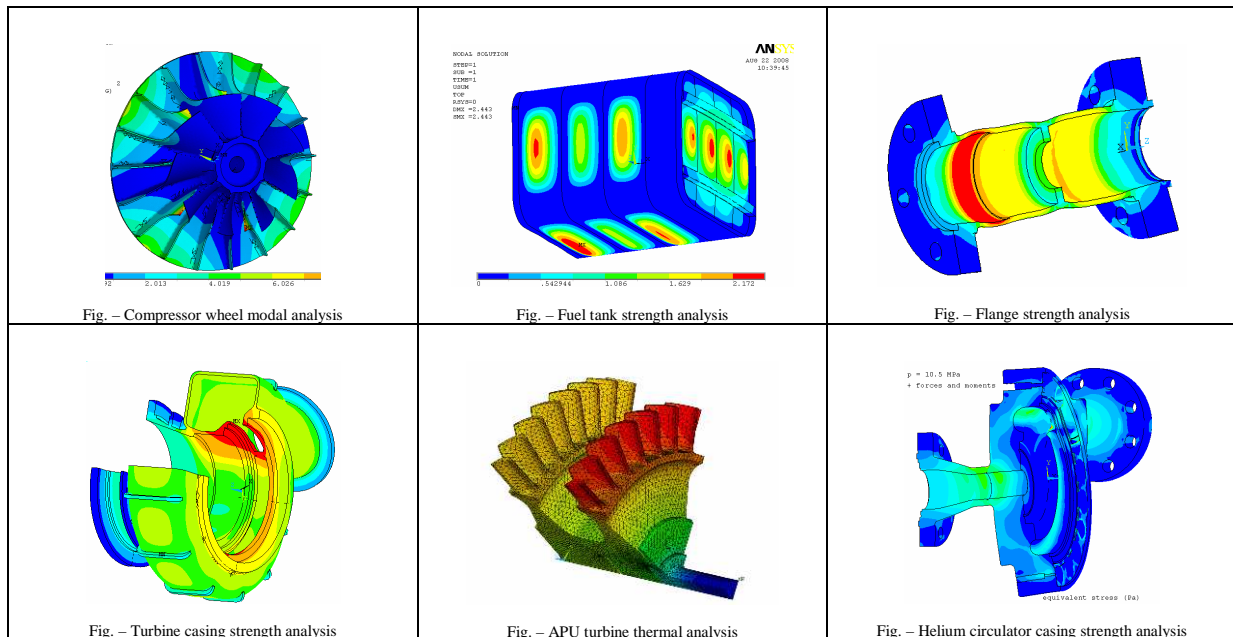 2
G)
92 2.013 4.019 6.026
Fig. – Compressor wheel modal analysis
NODAL SOLUTION
STEP=1
SUB =1
TIME=1
USUM
TOP
RSYS=0
DMX =2.443
SMX =2.443
ANSYS
AUG 22 2008
10:39:45
MX
0 .542944 1.086 1.629 2.172
Fig. – Fuel tank strength analysis
Fig. – Flange strength analysis
MX
Fig. – Turbine casing strength analysis
Fig. – APU turbine thermal analysis
p = 10.5 MPa
+ forces and moments
equivalent stress (Pa)
Fig. – Helium circulator casing strength analysis